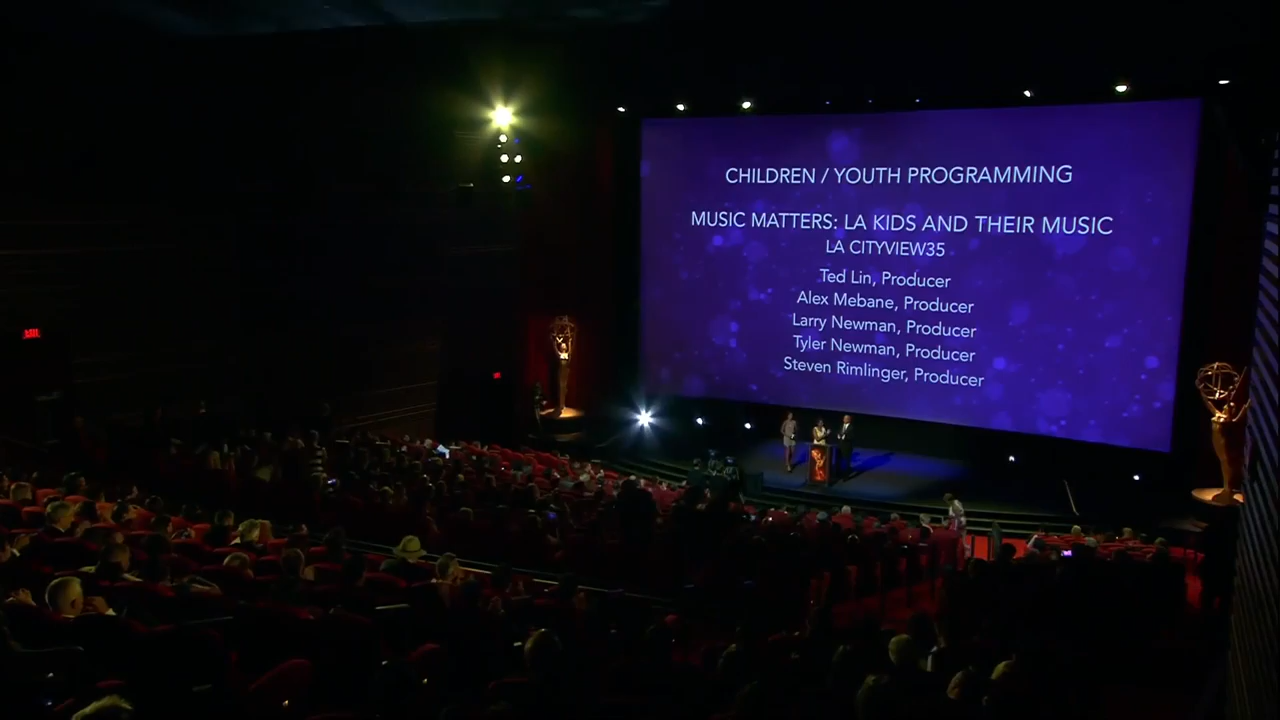 CHILDREN / YOUTH PROGRAMMING
MUSIC MATTERS: LA KIDS AND THEIR MUSIC
LA CITYVIEW35
Ted Lin, Producer
Alex Mebane, Producer
Larry Newman, Producer
Tyler Newman, Producer
Steven Rimlinger, Producer